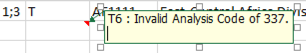 1;3 T
T6 : Invalid Analysis Code of 337.